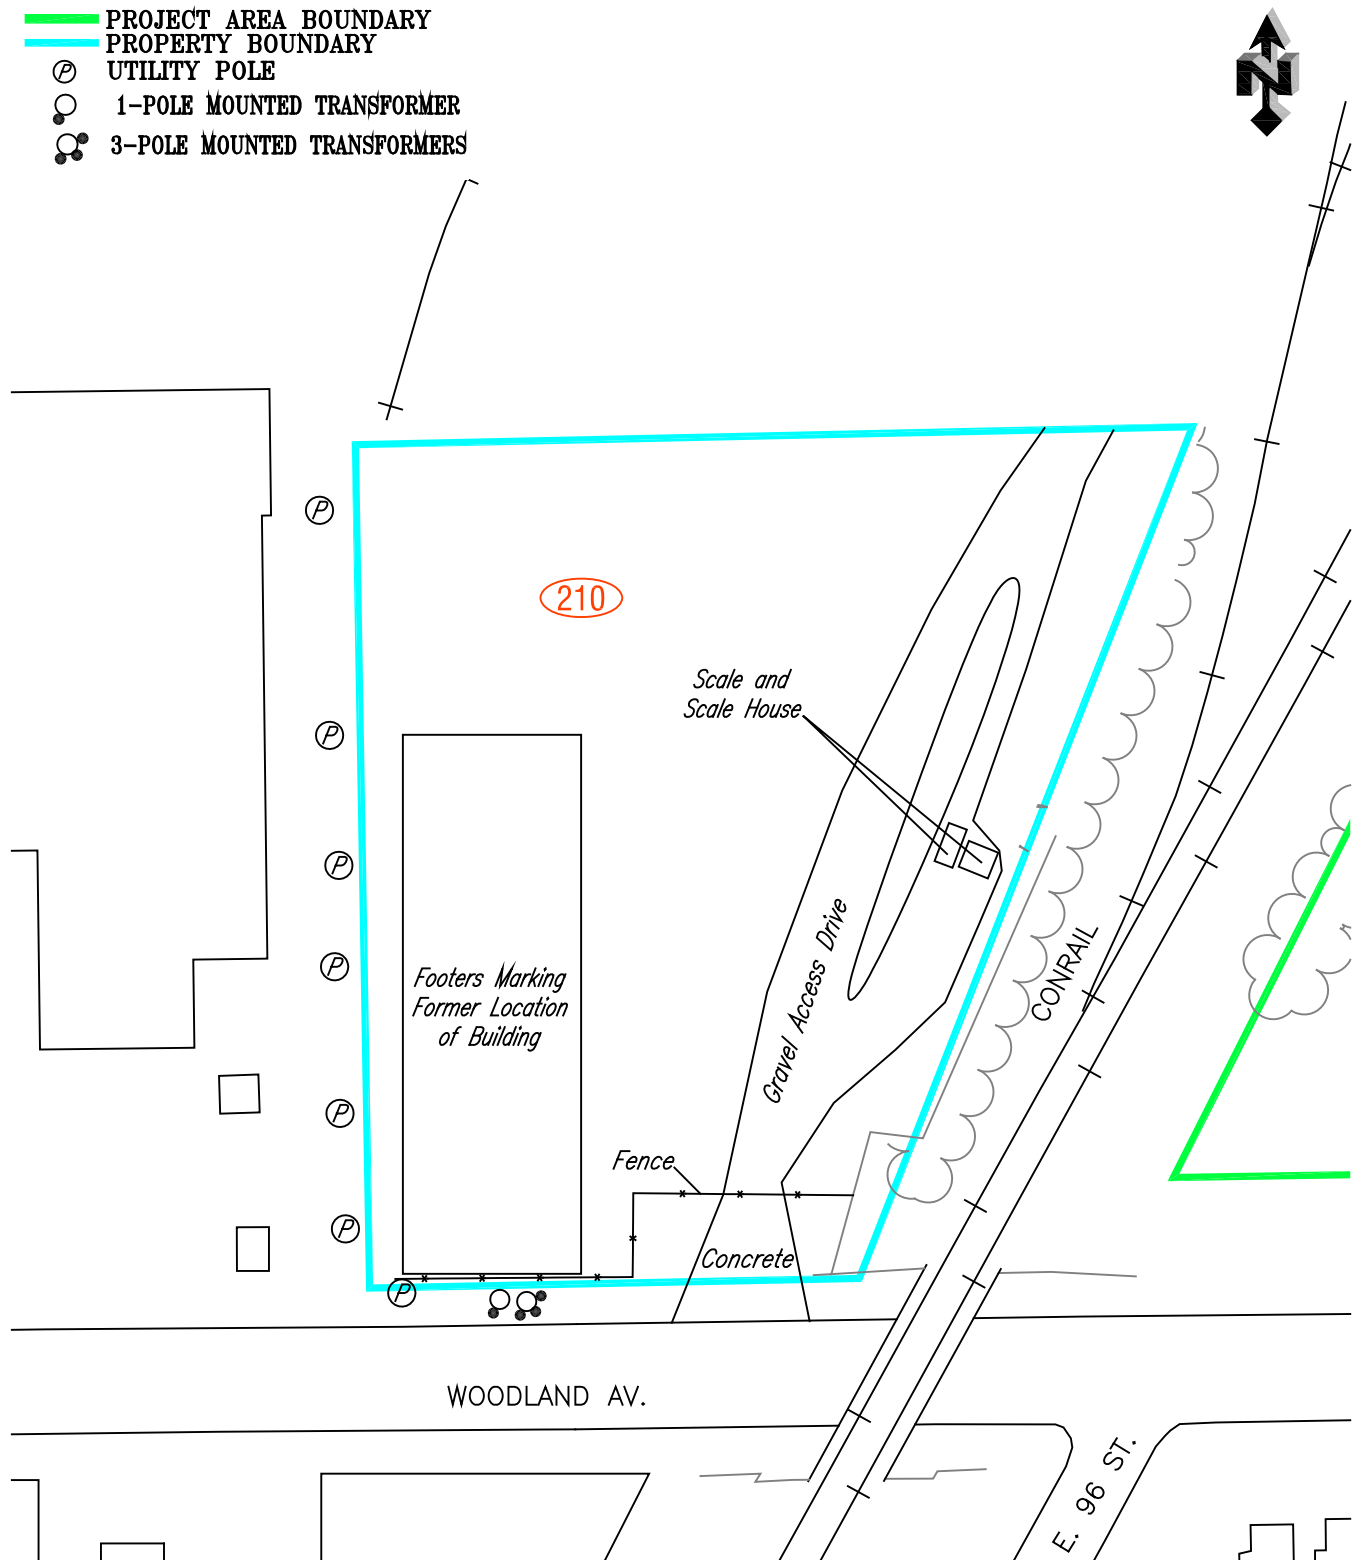 PROJECT AREA BOUNDARY
PROPERTY BOUNDARY
P UTILITY POLE
1-POLE MOUNTED TRANSFORMER
3-POLE MOUNTED TRANSFORMERS
N
P
210
Scale and
Scale House
P
P
P
Footers Marking
Former Location
of Building
Gravel Access Drive
CONRAIL
P
Fence
P
Concrete
P
WOODLAND AV.
E. 96 ST.